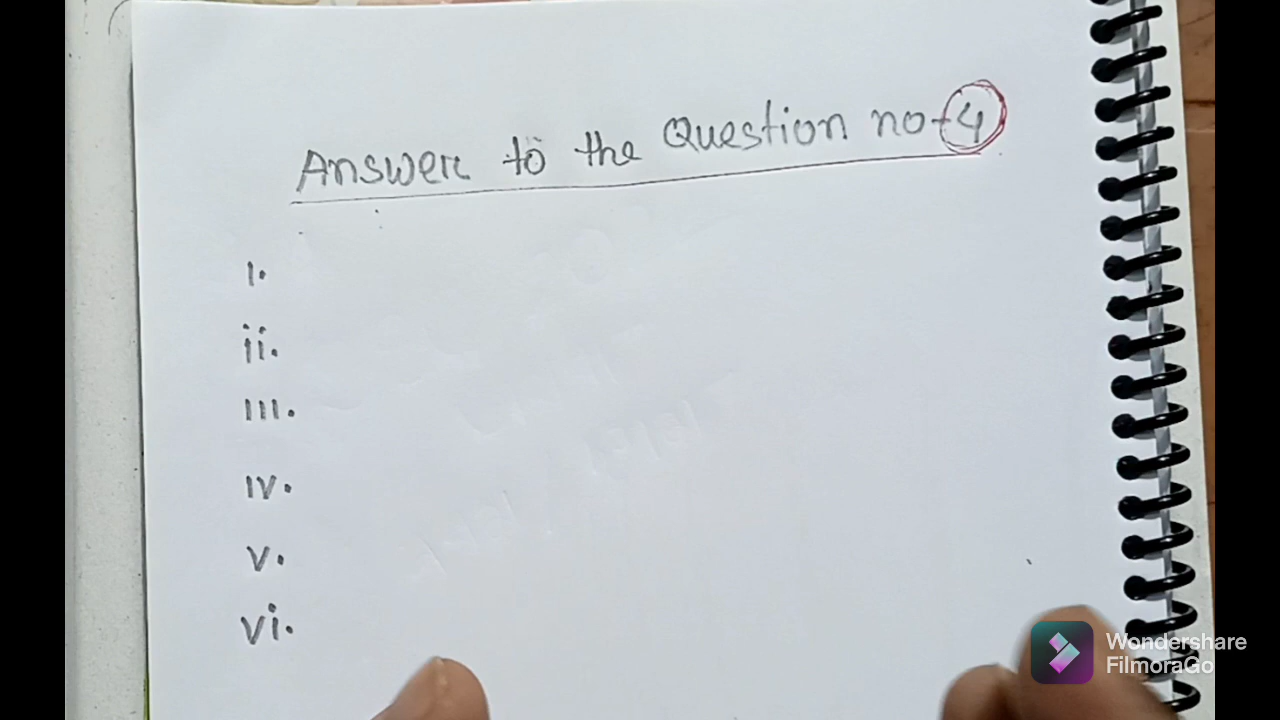 Answer to the Question no-4
i.
ii.
iii.
iv.
v.
vi.
Wondershare
FilmoraGo